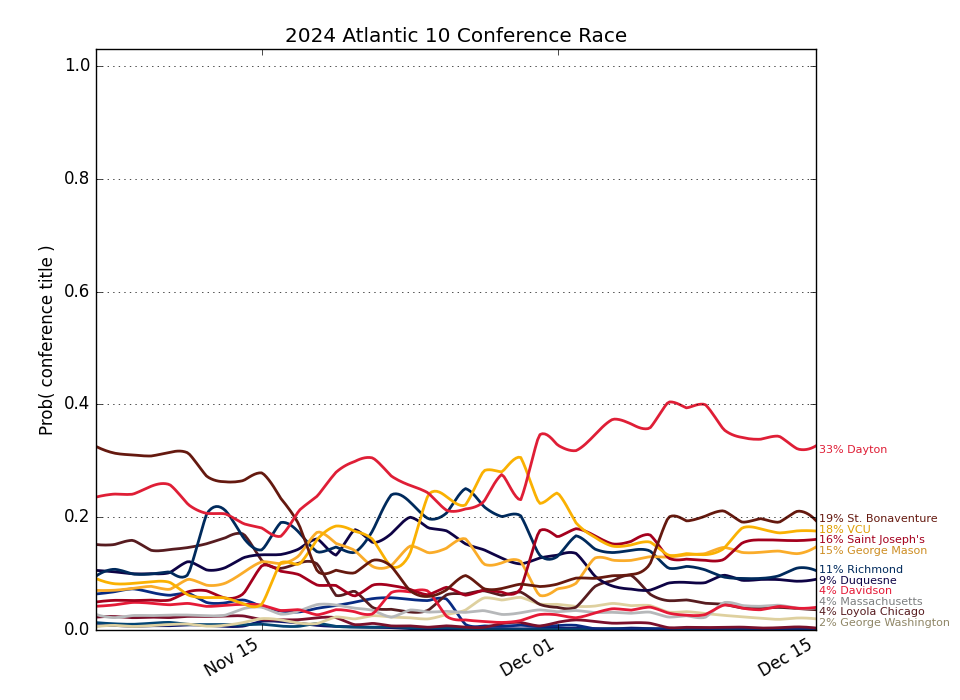 2024 Atlantic 10 Conference Race
Prob( conference title )
1.0
0.8
0.6
0.4
0.2
0.0
Nov 15
Dec 01
Dec 15
33% Dayton
19% St. Bonaventure
18% VCU
16% Saint Joseph's
15% George Mason
11% Richmond
9% Duquesne
4% Davidson
4% Massachusetts
4% Loyola Chicago
2% George Washington